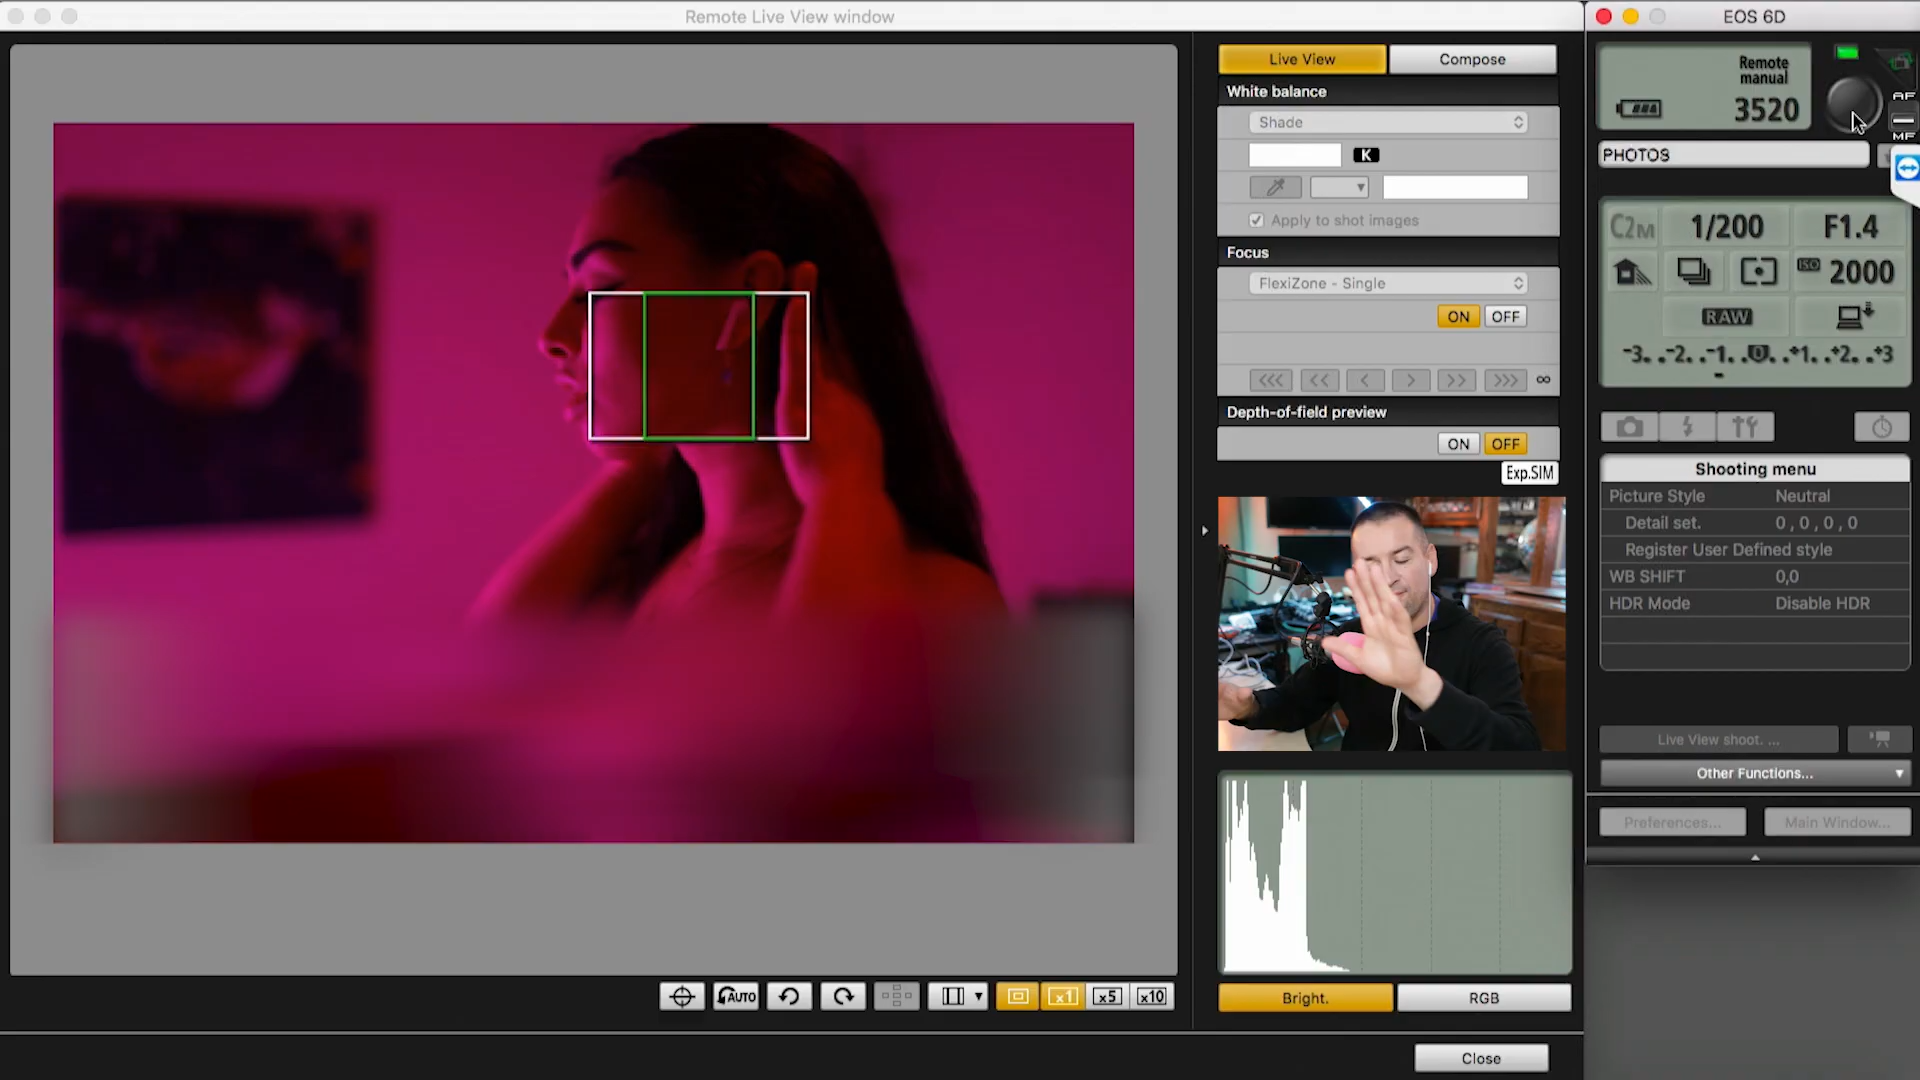 Remote Live View window
EOS 6D
Live View
Compose
White balance
Shade
K
Apply to shot images
Focus
FlexiZone - Single
ON OFF
<<< << < > >> >>> ∞
Depth-of-field preview
ON OFF
Exp.SIM
Bright.
RGB
AUTO
x1 x5 x10
Close
Remote
manual
3520
AF
MF
PHOTOS
C2M 1/200 F1.4
ISO 2000
RAW
-3. .-2. .-1. .0. .+1. .+2. .+3
Shooting menu
Picture Style Neutral
Detail set. 0 , 0 , 0 , 0
Register User Defined style
WB SHIFT 0,0
HDR Mode Disable HDR
Live View shoot. ...
Other Functions...
Preferences...
Main Window...